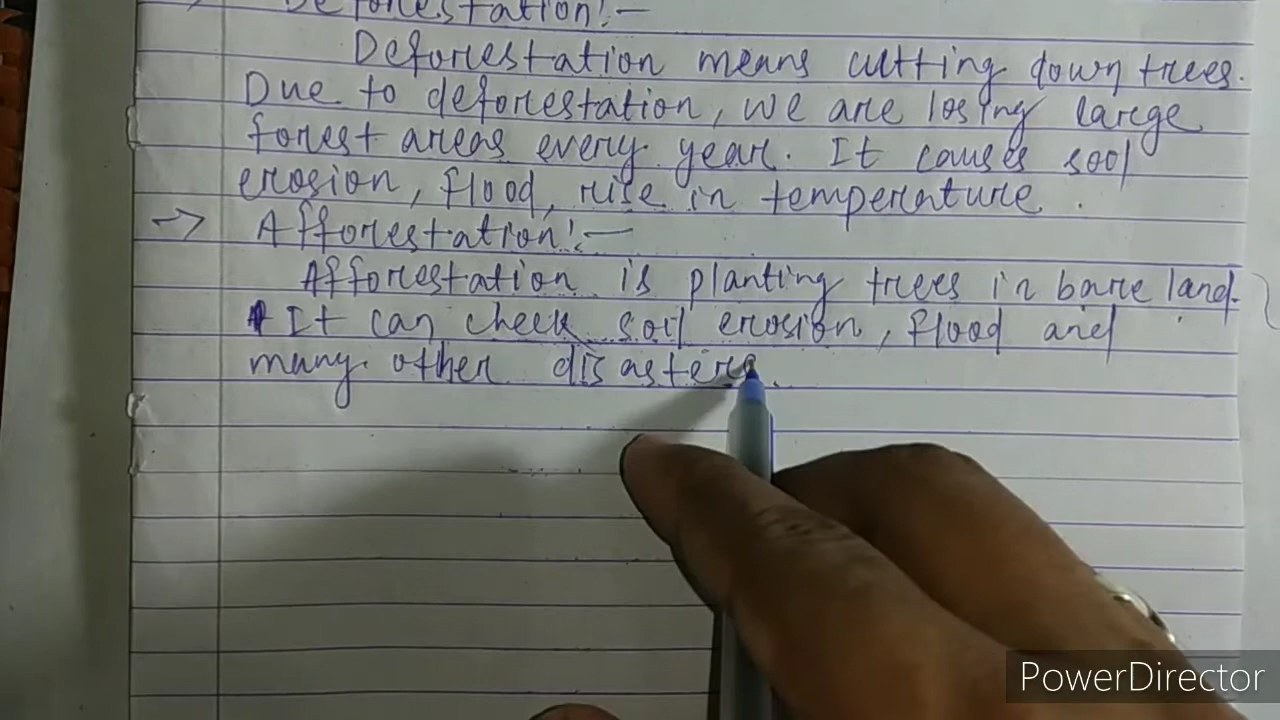 Deforestation:-
Deforestation means cutting down trees.
Due to deforestation, we are losing large
forest areas every year. It causes soil
erosion, flood, rise in temperature.
→ Afforestation:-
Afforestation is planting trees in bare land.
It can check soil erosion, flood and
many other disasters.
PowerDirector